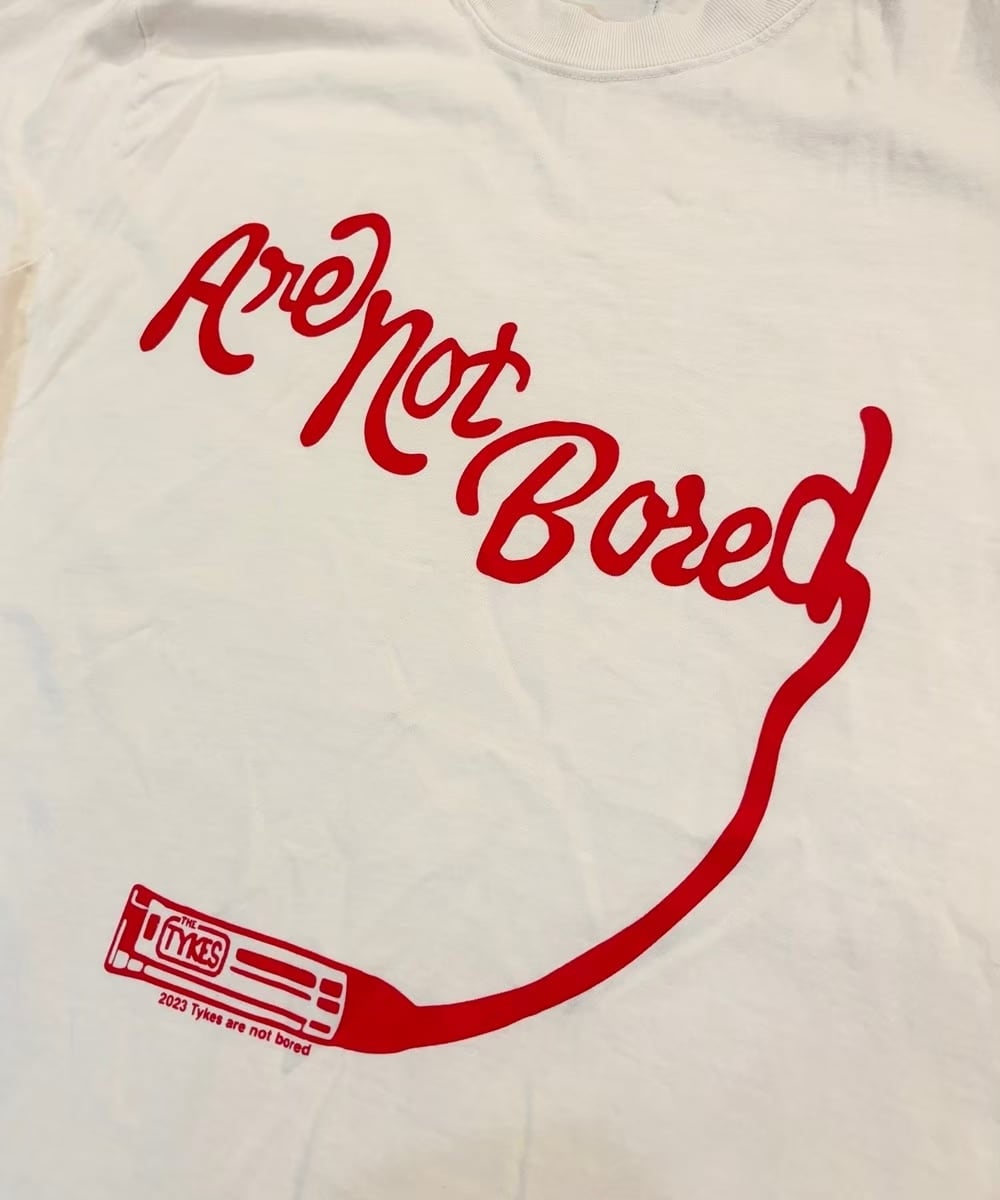 Are
not
Bored
THE
TYKES
2023 Tykes are not bored